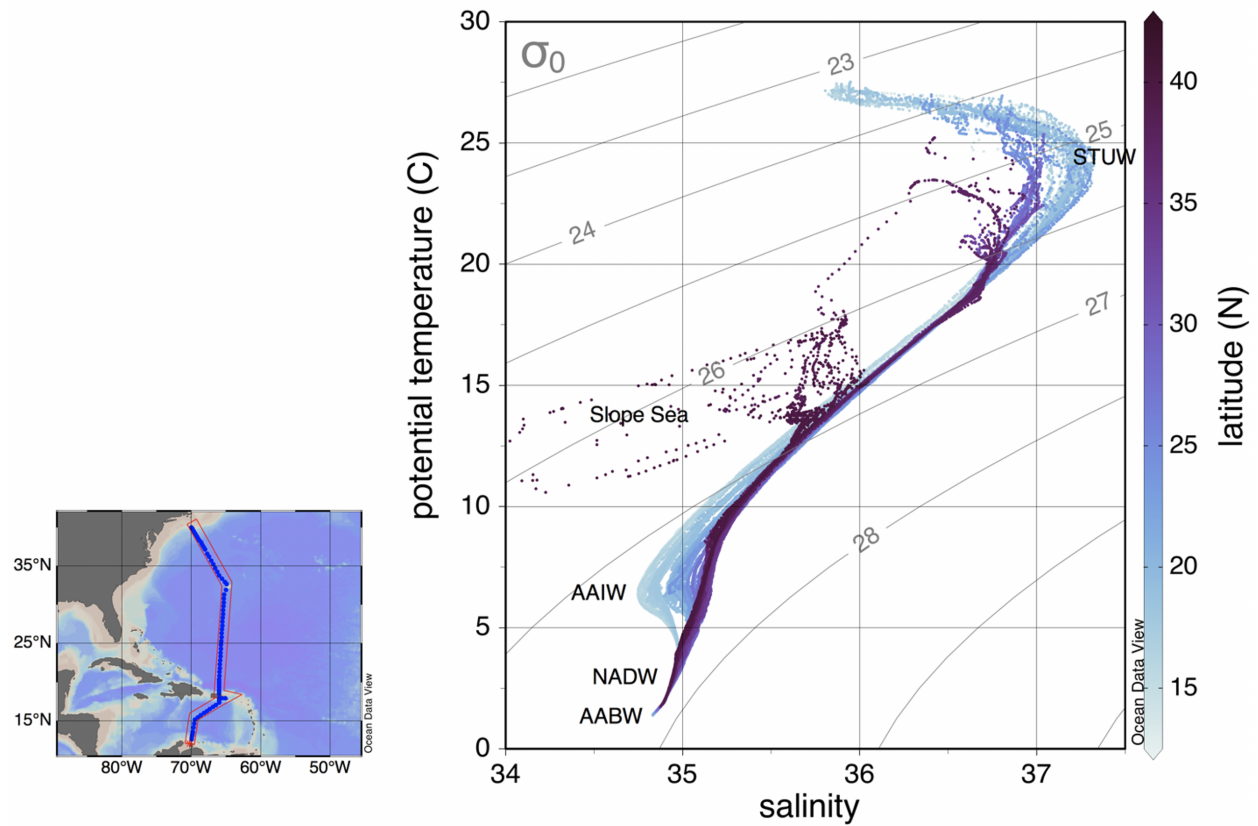 30
25
20
15
10
5
0
potential temperature (C)
σ0
23
24
25
26
27
28
STUW
Slope Sea
AAIW
NADW
AABW
Ocean Data View
34
35
36
37
salinity
40
35
30
25
20
15
latitude (N)
35°N
25°N
15°N
80°W
70°W
60°W
50°W
Ocean Data View